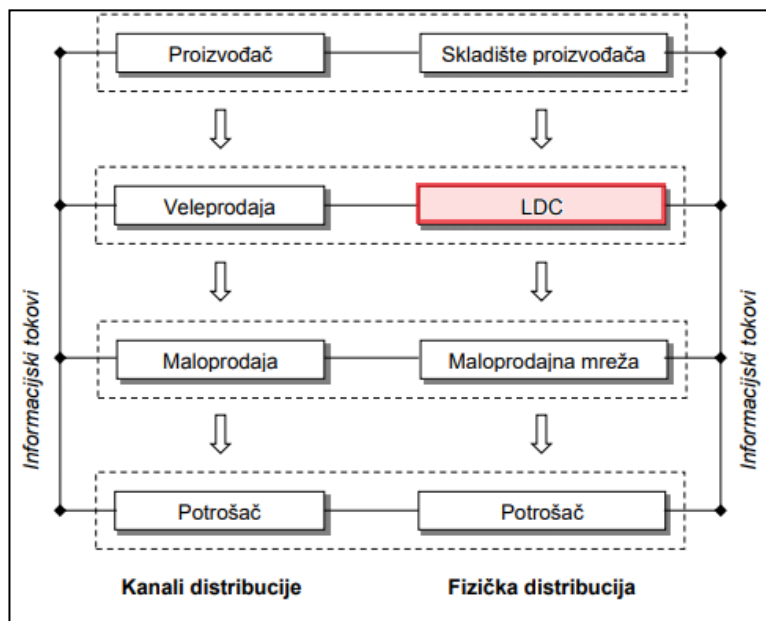 Proizvođač
Skladište proizvođača
Veleprodaja
LDC
Maloprodaja
Maloprodajna mreža
Potrošač
Potrošač
Informacijski tokovi
Informacijski tokovi
Kanali distribucije
Fizička distribucija